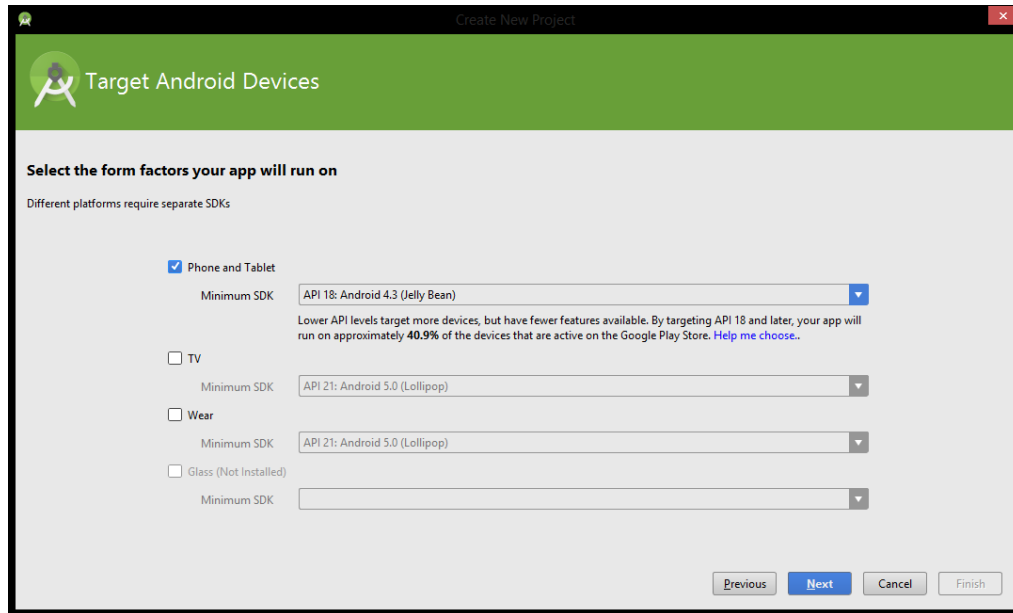 Create New Project
Target Android Devices
Select the form factors your app will run on
Different platforms require separate SDKs
Phone and Tablet
Minimum SDK API 18: Android 4.3 (Jelly Bean)
Lower API levels target more devices, but have fewer features available. By targeting API 18 and later, your app will
run on approximately 40.9% of the devices that are active on the Google Play Store. Help me choose..
TV
Minimum SDK API 21: Android 5.0 (Lollipop)
Wear
Minimum SDK API 21: Android 5.0 (Lollipop)
Glass (Not Installed)
Minimum SDK
Previous Next Cancel Finish